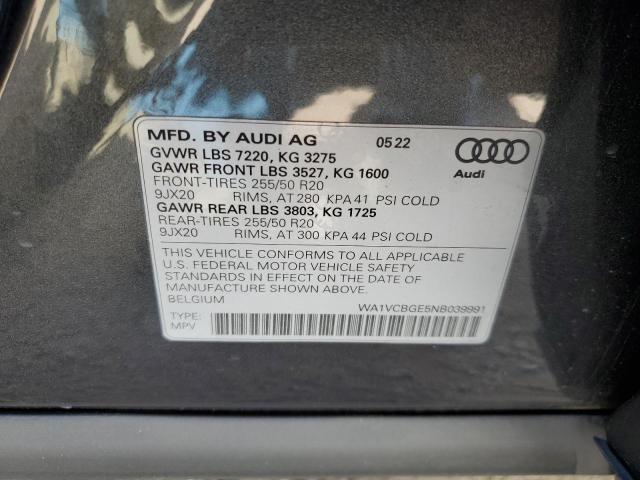 MFD. BY AUDI AG 0522
GVWR LBS 7220, KG 3275
GAWR FRONT LBS 3527, KG 1600
FRONT-TIRES 255/50 R20
9JX20 RIMS, AT 280 KPA 41 PSI COLD
GAWR REAR LBS 3803, KG 1725
REAR-TIRES 255/50 R20
9JX20 RIMS, AT 300 KPA 44 PSI COLD
Audi
THIS VEHICLE CONFORMS TO ALL APPLICABLE
U.S. FEDERAL MOTOR VEHICLE SAFETY
STANDARDS IN EFFECT ON THE DATE OF
MANUFACTURE SHOWN ABOVE.
BELGIUM
WA1VCBGE5NB039991
TYPE:
MPV